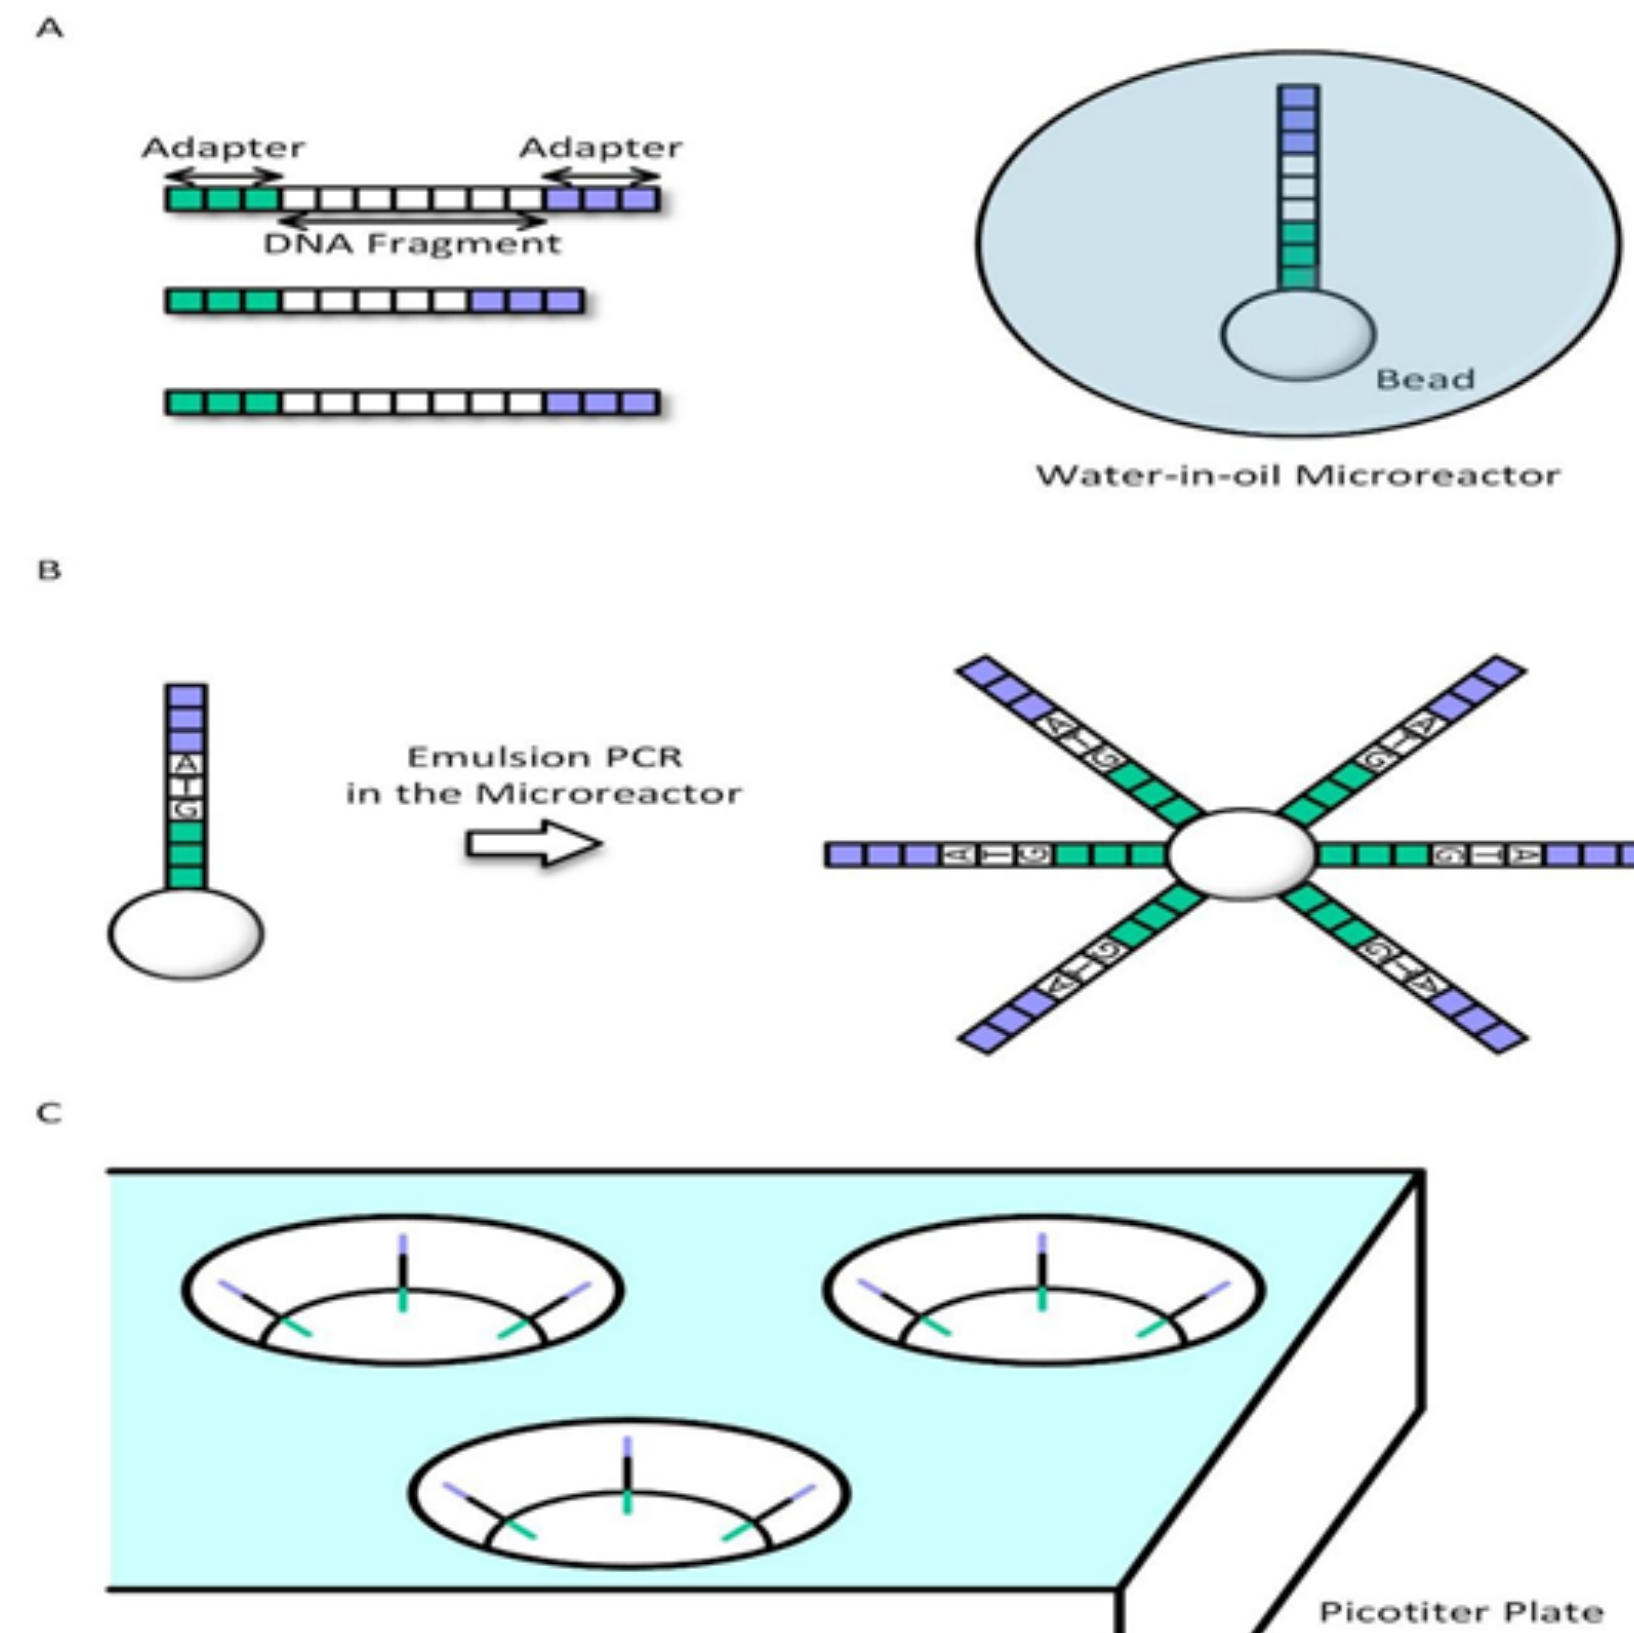 A
Adapter
Adapter
DNA Fragment
Bead
Water-in-oil Microreactor
B
A
T
G
Emulsion PCR
in the Microreactor
A T G
G T A
A T G
G T A
A T G
G T A
C
Picotiter Plate